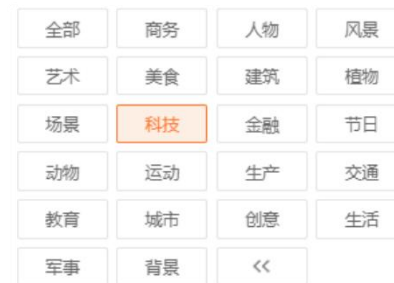 全部 商务 人物 风景
艺术 美食 建筑 植物
场景 科技 金融 节日
动物 运动 生产 交通
教育 城市 创意 生活
军事 背景 <<